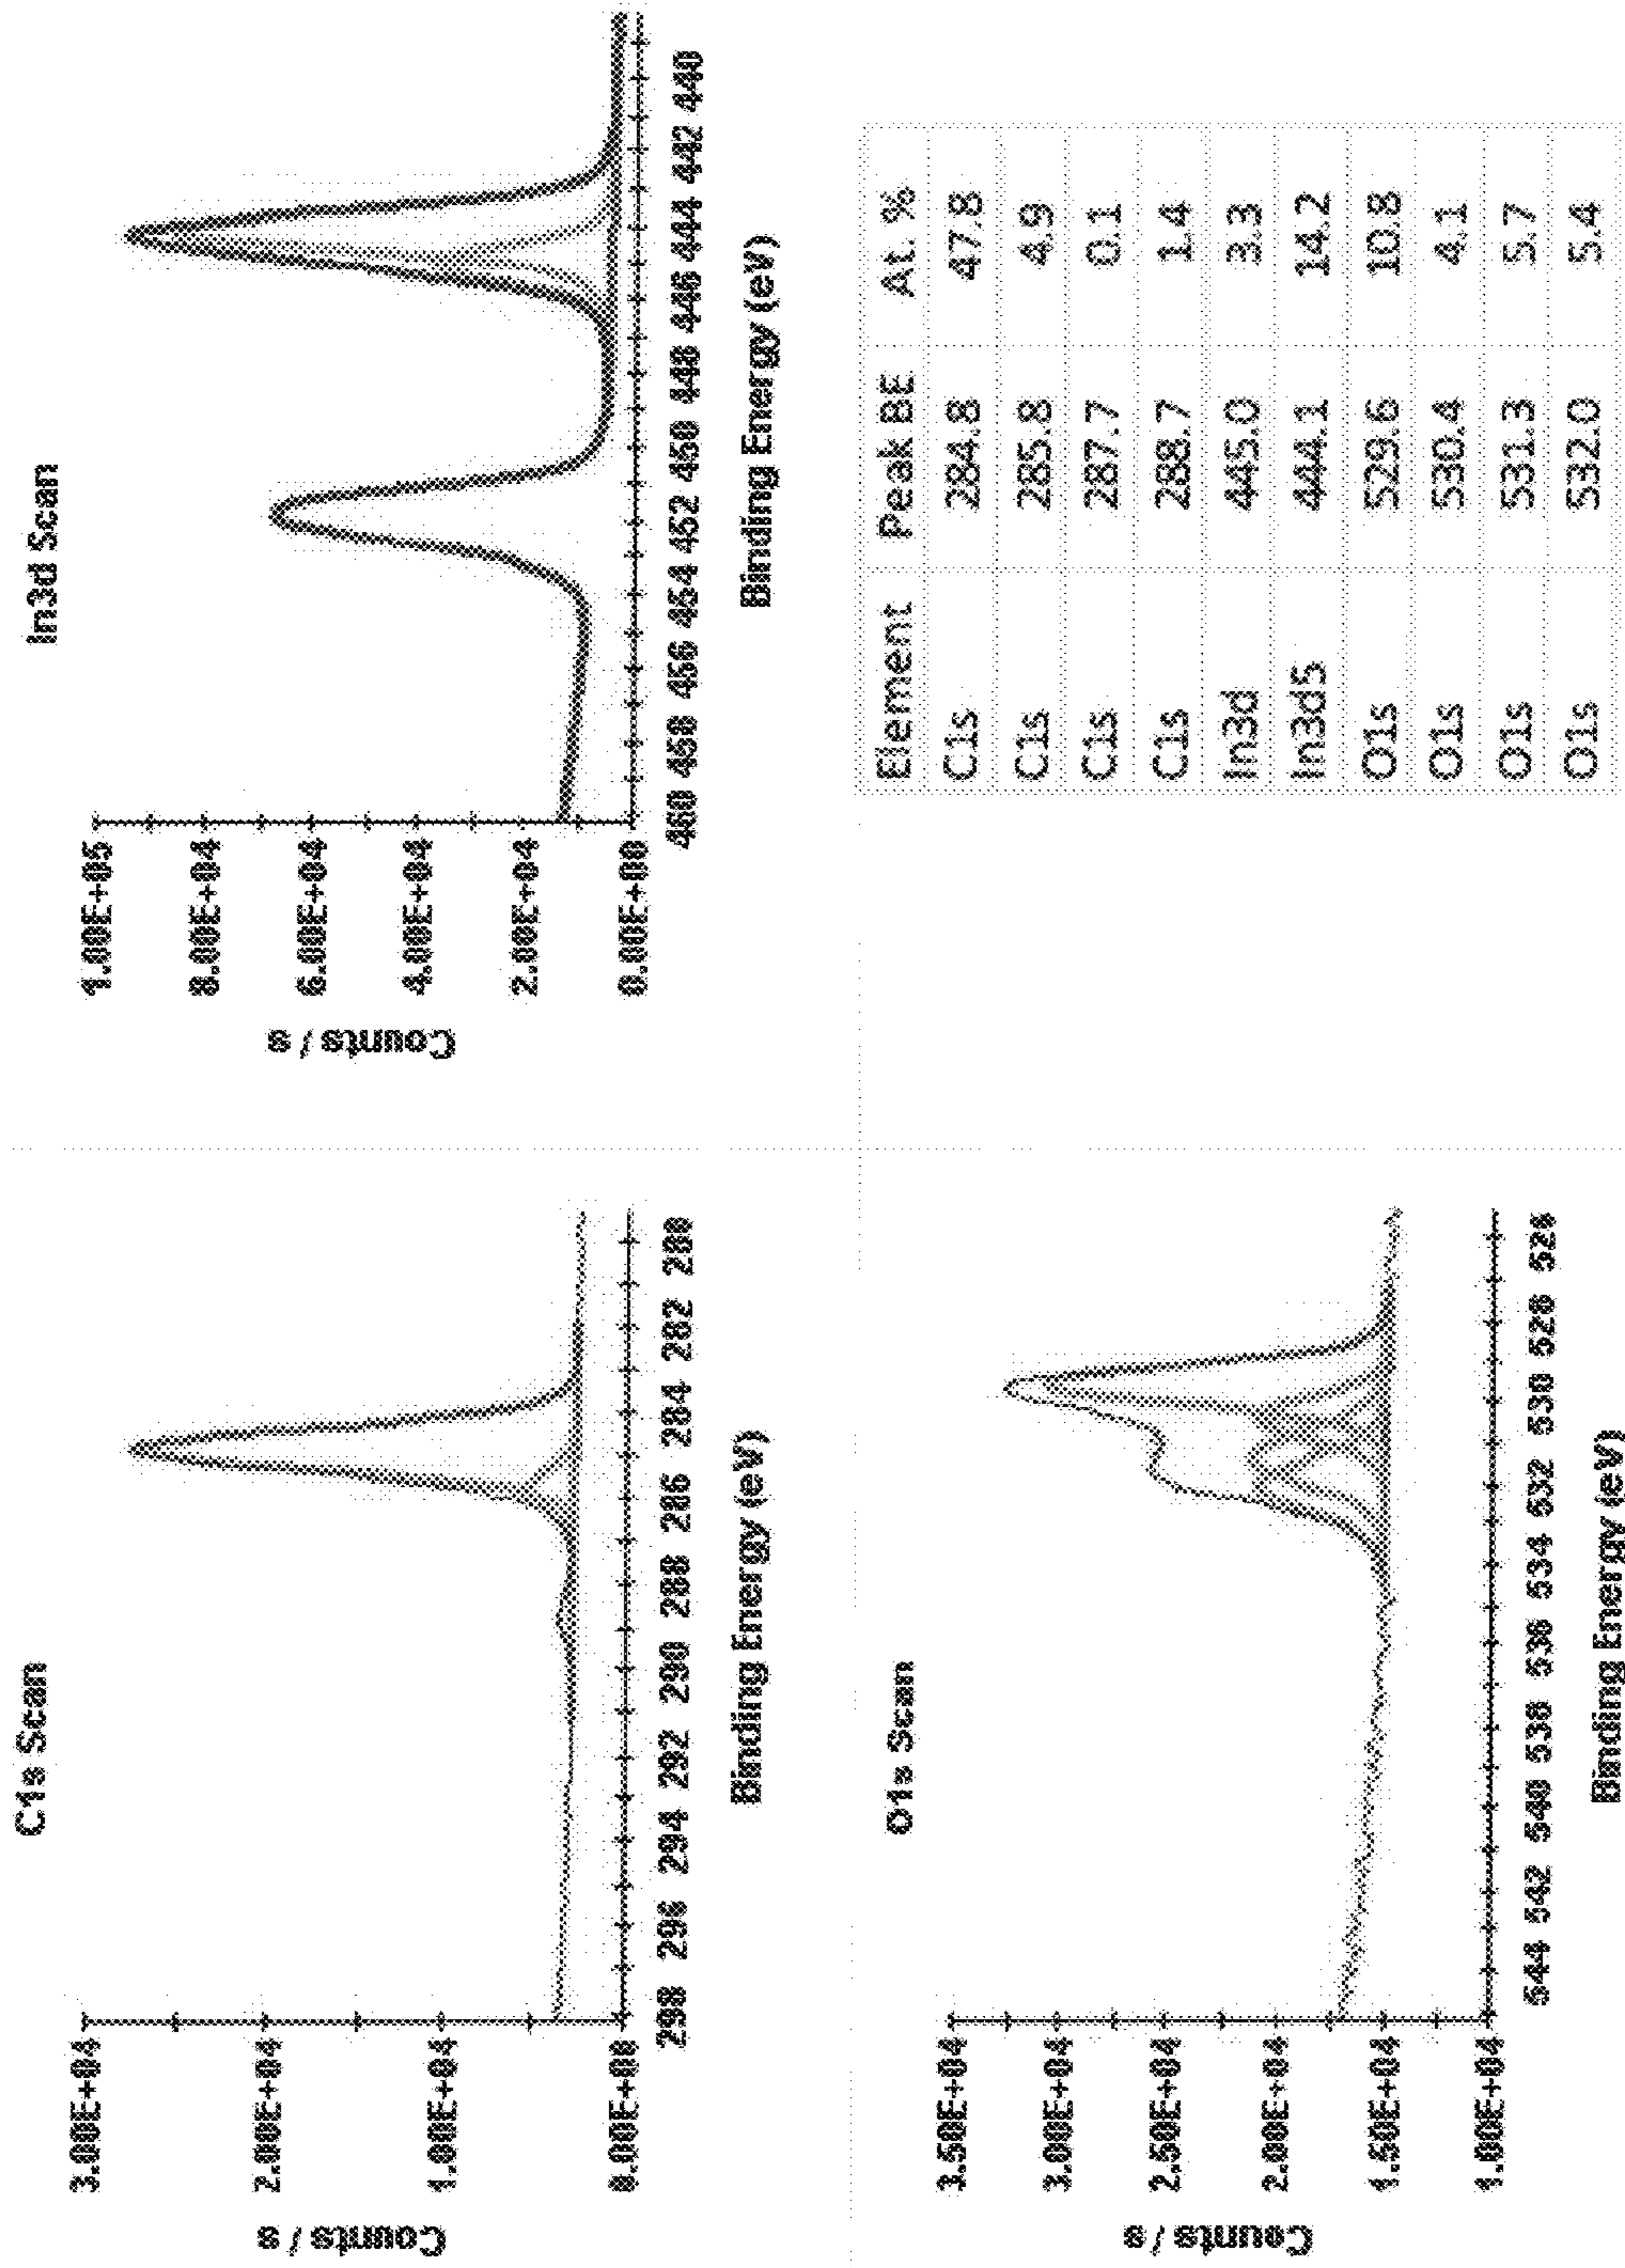 C1s Scan
Counts / s
3.00E+04
2.00E+04
1.00E+04
0.00E+00
298 296 294 292 290 288 286 284 282 280
Binding Energy (eV)
In3d Scan
Counts / s
1.00E+05
8.00E+04
6.00E+04
4.00E+04
2.00E+04
0.00E+00
460 458 456 454 452 450 448 446 444 442 440
Binding Energy (eV)
O1s Scan
Counts / s
3.50E+04
3.00E+04
2.50E+04
2.00E+04
1.50E+04
1.00E+04
544 542 540 538 536 534 532 530 528 526
Binding Energy (eV)
Element Peak BE At. %
C1s 284.8 47.8
C1s 285.8 4.9
C1s 287.7 0.1
C1s 288.7 1.4
In3d 445.0 3.3
In3d5 444.1 14.2
O1s 529.6 10.8
O1s 530.4 4.1
O1s 531.3 5.7
O1s 532.0 5.4